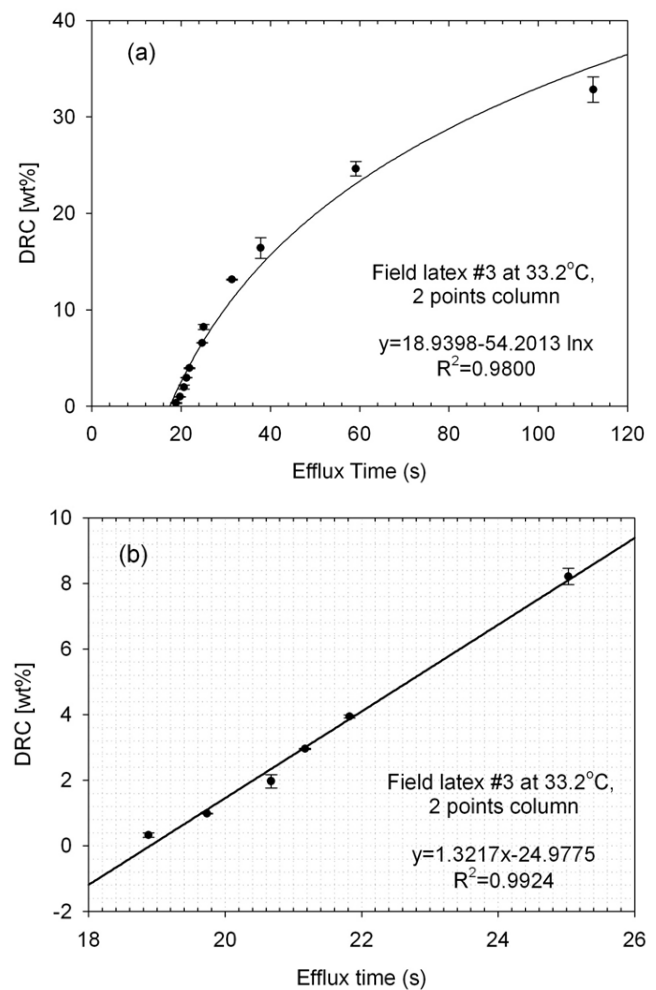 (a)
DRC [wt%]
40
30
20
10
0
Field latex #3 at 33.2°C,
2 points column
y=18.9398-54.2013 lnx
R²=0.9800
0 20 40 60 80 100 120
Efflux Time (s)
(b)
DRC [wt%]
10
8
6
4
2
0
-2
Field latex #3 at 33.2°C,
2 points column
y=1.3217x-24.9775
R²=0.9924
18 20 22 24 26
Efflux time (s)